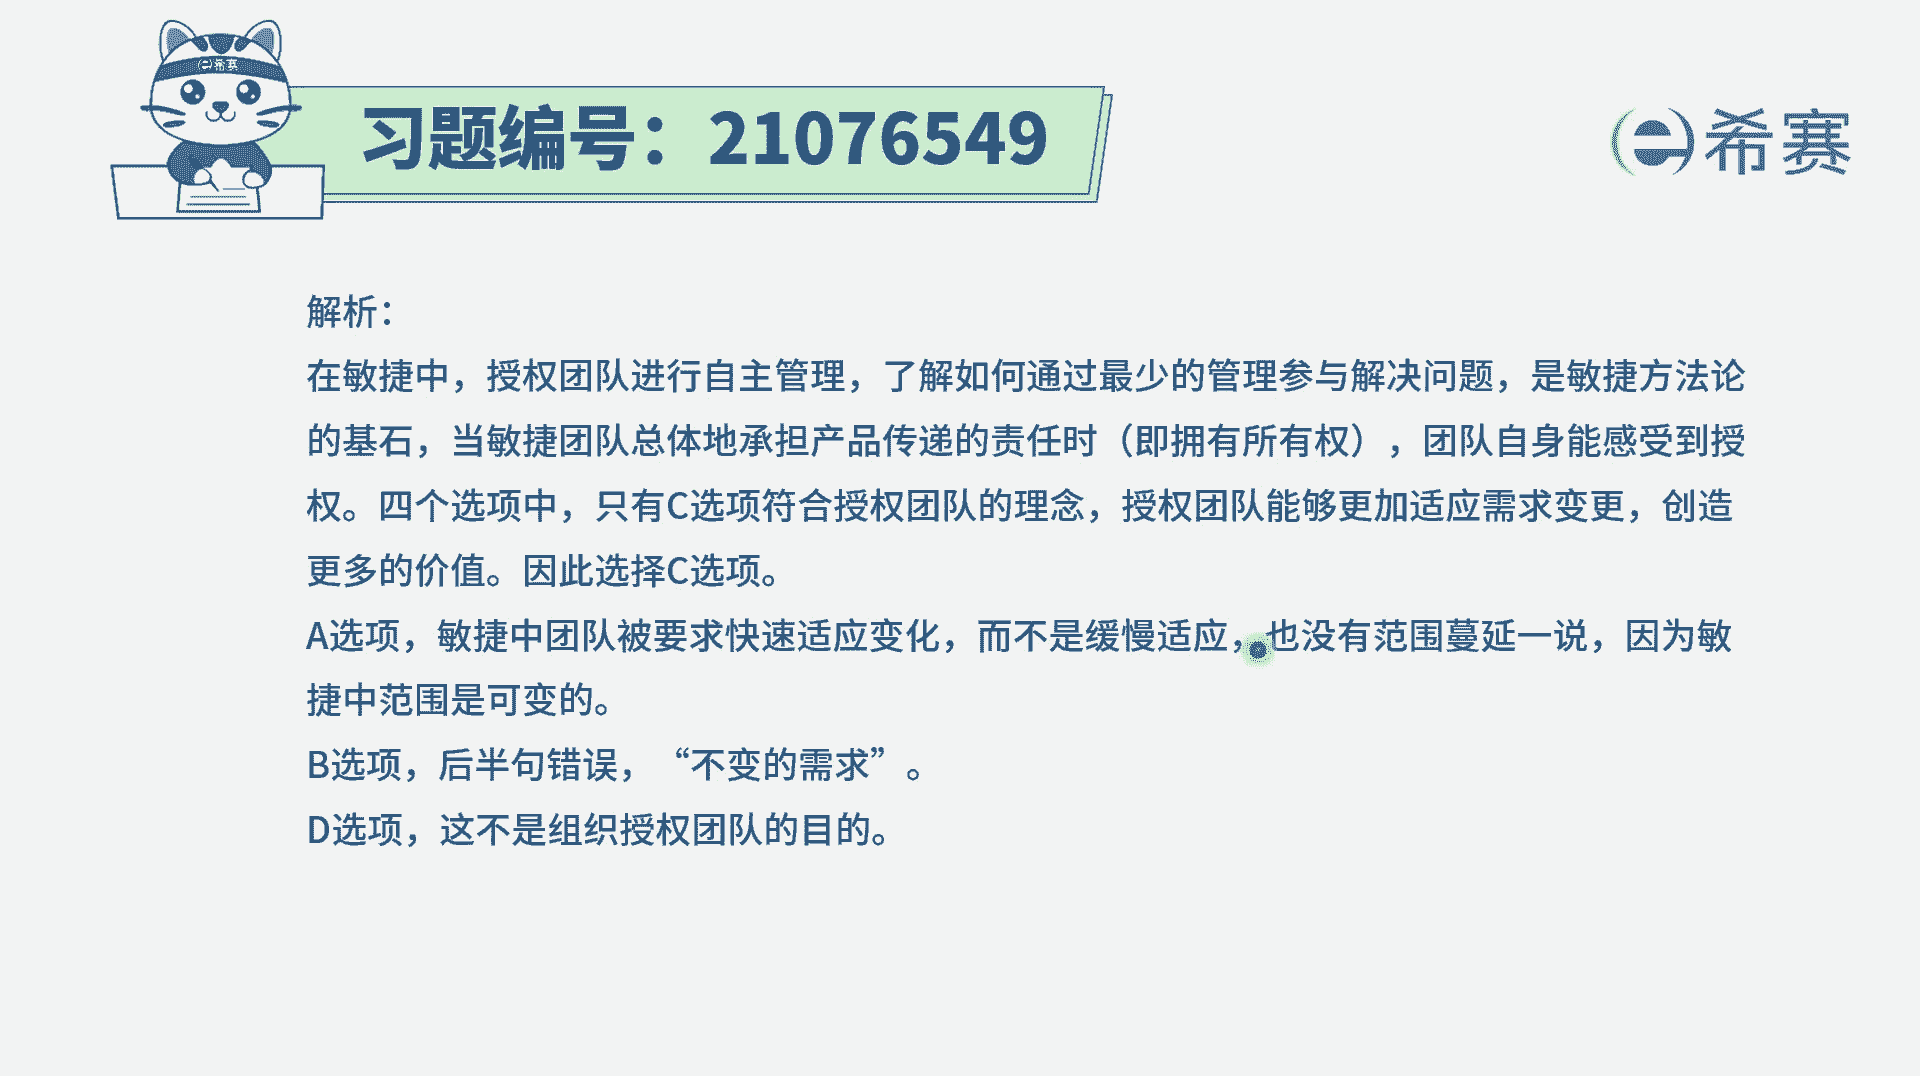 希赛
习题编号：21076549
希赛
解析：
在敏捷中，授权团队进行自主管理，了解如何通过最少的管理参与解决问题，是敏捷方法论
的基石，当敏捷团队总体地承担产品传递的责任时（即拥有所有权），团队自身能感受到授
权。四个选项中，只有C选项符合授权团队的理念，授权团队能够更加适应需求变更，创造
更多的价值。因此选择C选项。
A选项，敏捷中团队被要求快速适应变化，而不是缓慢适应，也没有范围蔓延一说，因为敏
捷中范围是可变的。
B选项，后半句错误，“不变的需求”。
D选项，这不是组织授权团队的目的。